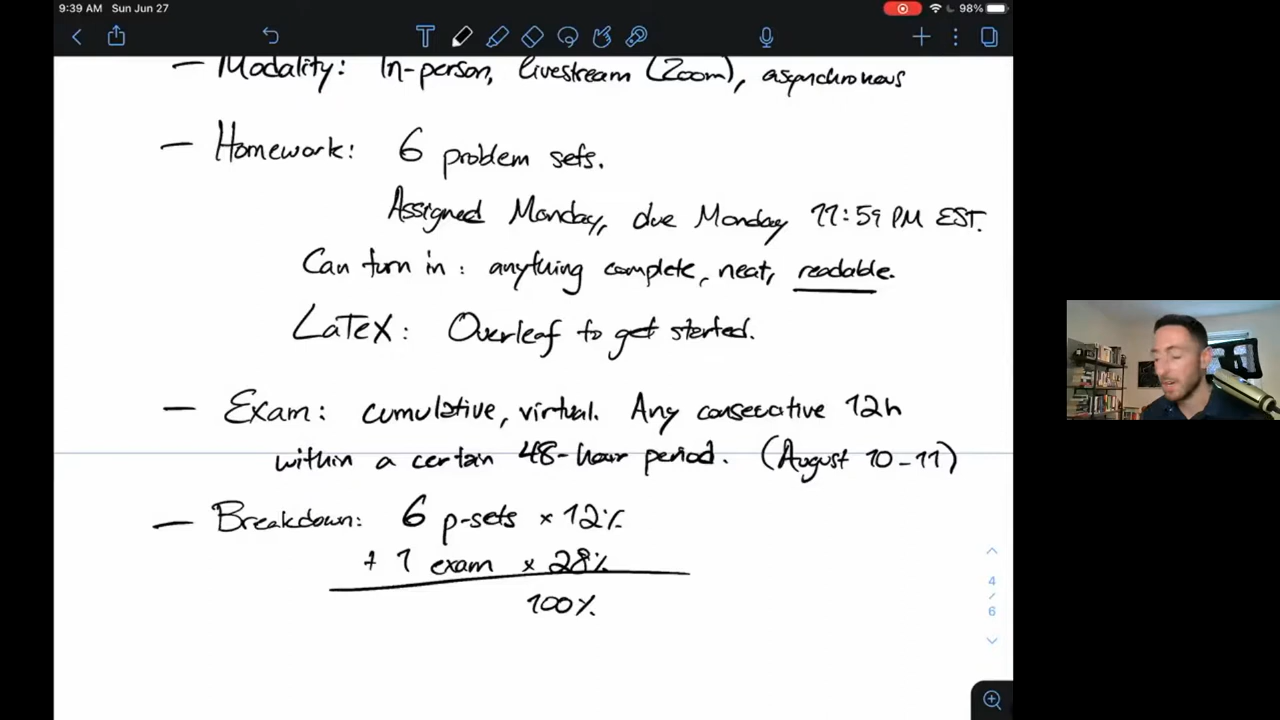 9:39 AM Sun Jun 27
98%
T
– Modality: In-person, livestream (Zoom), asynchronous
– Homework: 6 problem sets.
Assigned Monday, due Monday 11:59 PM EST.
Can turn in: anything complete, neat, readable.
LaTeX: Overleaf to get started.
– Exam: cumulative, virtual. Any consecutive 12h
within a certain 48-hour period. (August 10-11)
– Breakdown: 6 p-sets × 12%
+ 1 exam × 28%
100%
4
/
6